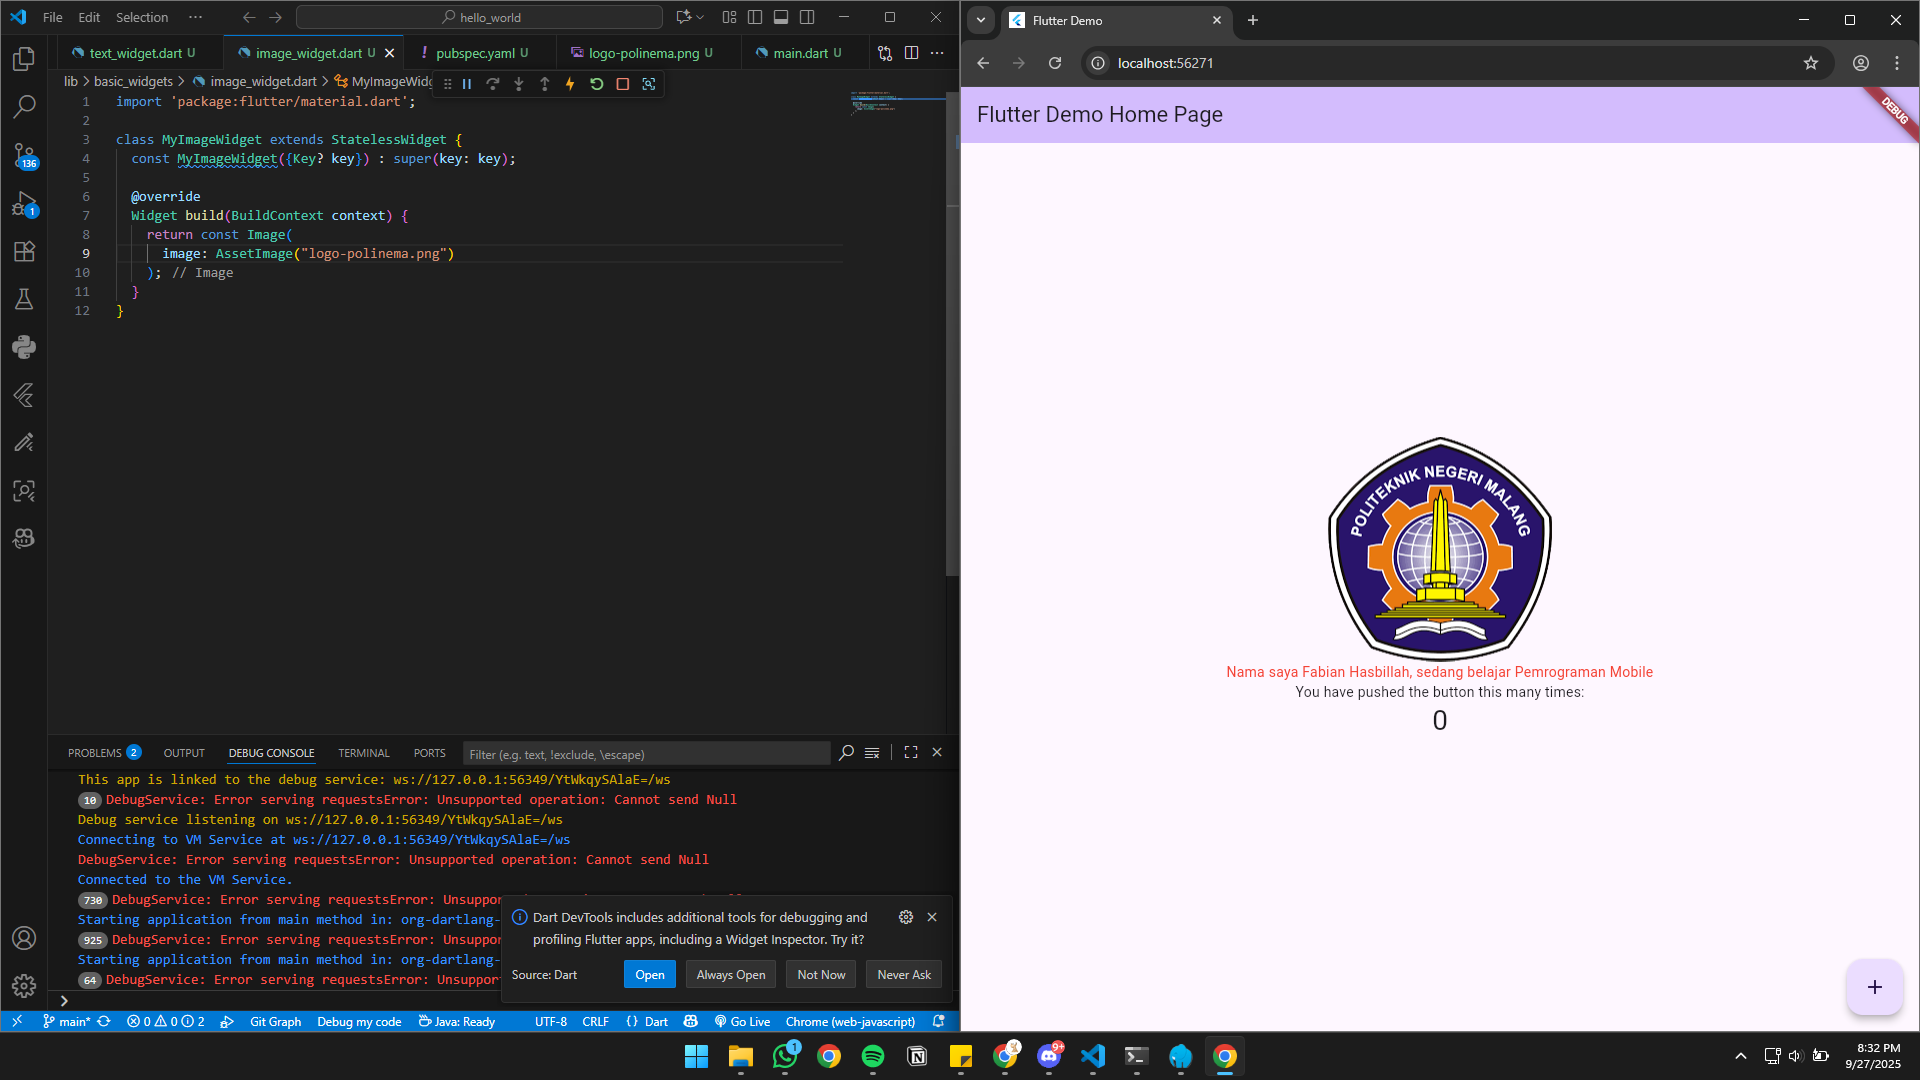 File Edit Selection ··· hello_world
text_widget.dart U image_widget.dart U pubspec.yaml U logo-polinema.png U main.dart U
lib > basic_widgets > image_widget.dart > MyImageWidg
1 import 'package:flutter/material.dart';
2
3 class MyImageWidget extends StatelessWidget {
4 const MyImageWidget({Key? key}) : super(key: key);
5
6 @override
7 Widget build(BuildContext context) {
8 return const Image(
9 image: AssetImage("logo-polinema.png")
10 ); // Image
11 }
12 }
136
1
PROBLEMS 2 OUTPUT DEBUG CONSOLE TERMINAL PORTS Filter (e.g. text, !exclude, \escape)
This app is linked to the debug service: ws://127.0.0.1:56349/YtWkqySAlaE=/ws
10 DebugService: Error serving requestsError: Unsupported operation: Cannot send Null
Debug service listening on ws://127.0.0.1:56349/YtWkqySAlaE=/ws
Connecting to VM Service at ws://127.0.0.1:56349/YtWkqySAlaE=/ws
DebugService: Error serving requestsError: Unsupported operation: Cannot send Null
Connected to the VM Service.
730 DebugService: Error serving requestsError: Unsuppor
Starting application from main method in: org-dartlang-
925 DebugService: Error serving requestsError: Unsuppor
Starting application from main method in: org-dartlang-
64 DebugService: Error serving requestsError: Unsuppor
Dart DevTools includes additional tools for debugging and
profiling Flutter apps, including a Widget Inspector. Try it?
Source: Dart Open Always Open Not Now Never Ask
main* 0 0 2 Git Graph Debug my code Java: Ready UTF-8 CRLF {} Dart Go Live Chrome (web-javascript)
Flutter Demo
localhost:56271
Flutter Demo Home Page
DEBUG
POLITEKNIK NEGERI MALANG
Nama saya Fabian Hasbillah, sedang belajar Pemrograman Mobile
You have pushed the button this many times:
0
+
1
9+
8:32 PM
9/27/2025